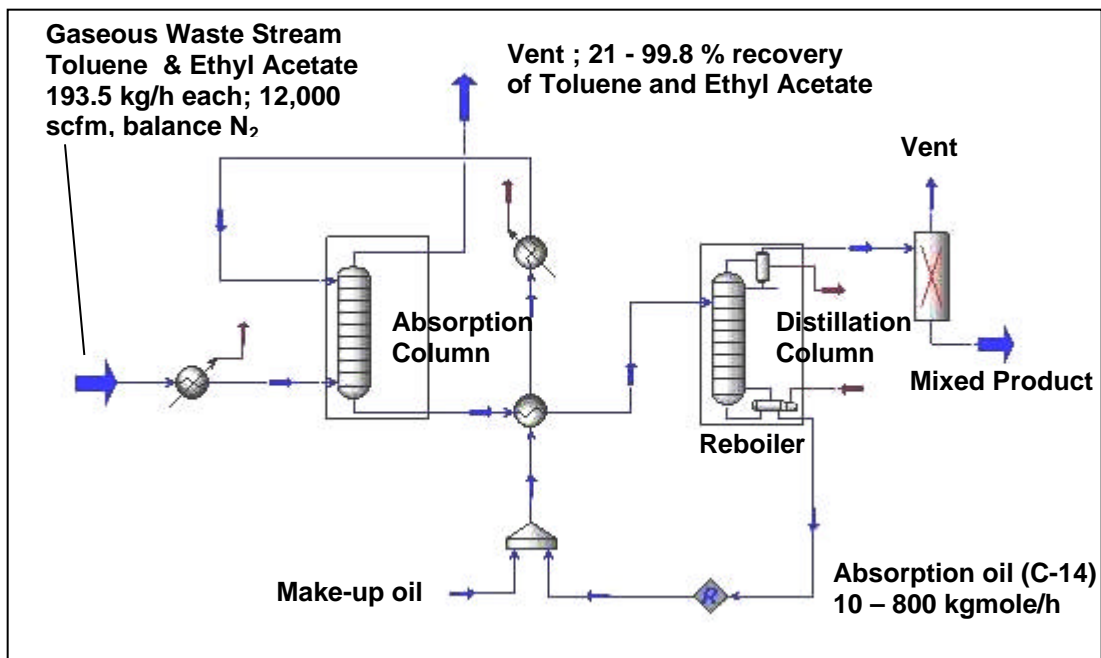 Gaseous Waste Stream
Toluene & Ethyl Acetate
193.5 kg/h each; 12,000
scfm, balance N2
Vent ; 21 - 99.8 % recovery
of Toluene and Ethyl Acetate
Vent
Absorption
Column
Distillation
Column
Mixed Product
Reboiler
Make-up oil
R
Absorption oil (C-14)
10 – 800 kgmole/h